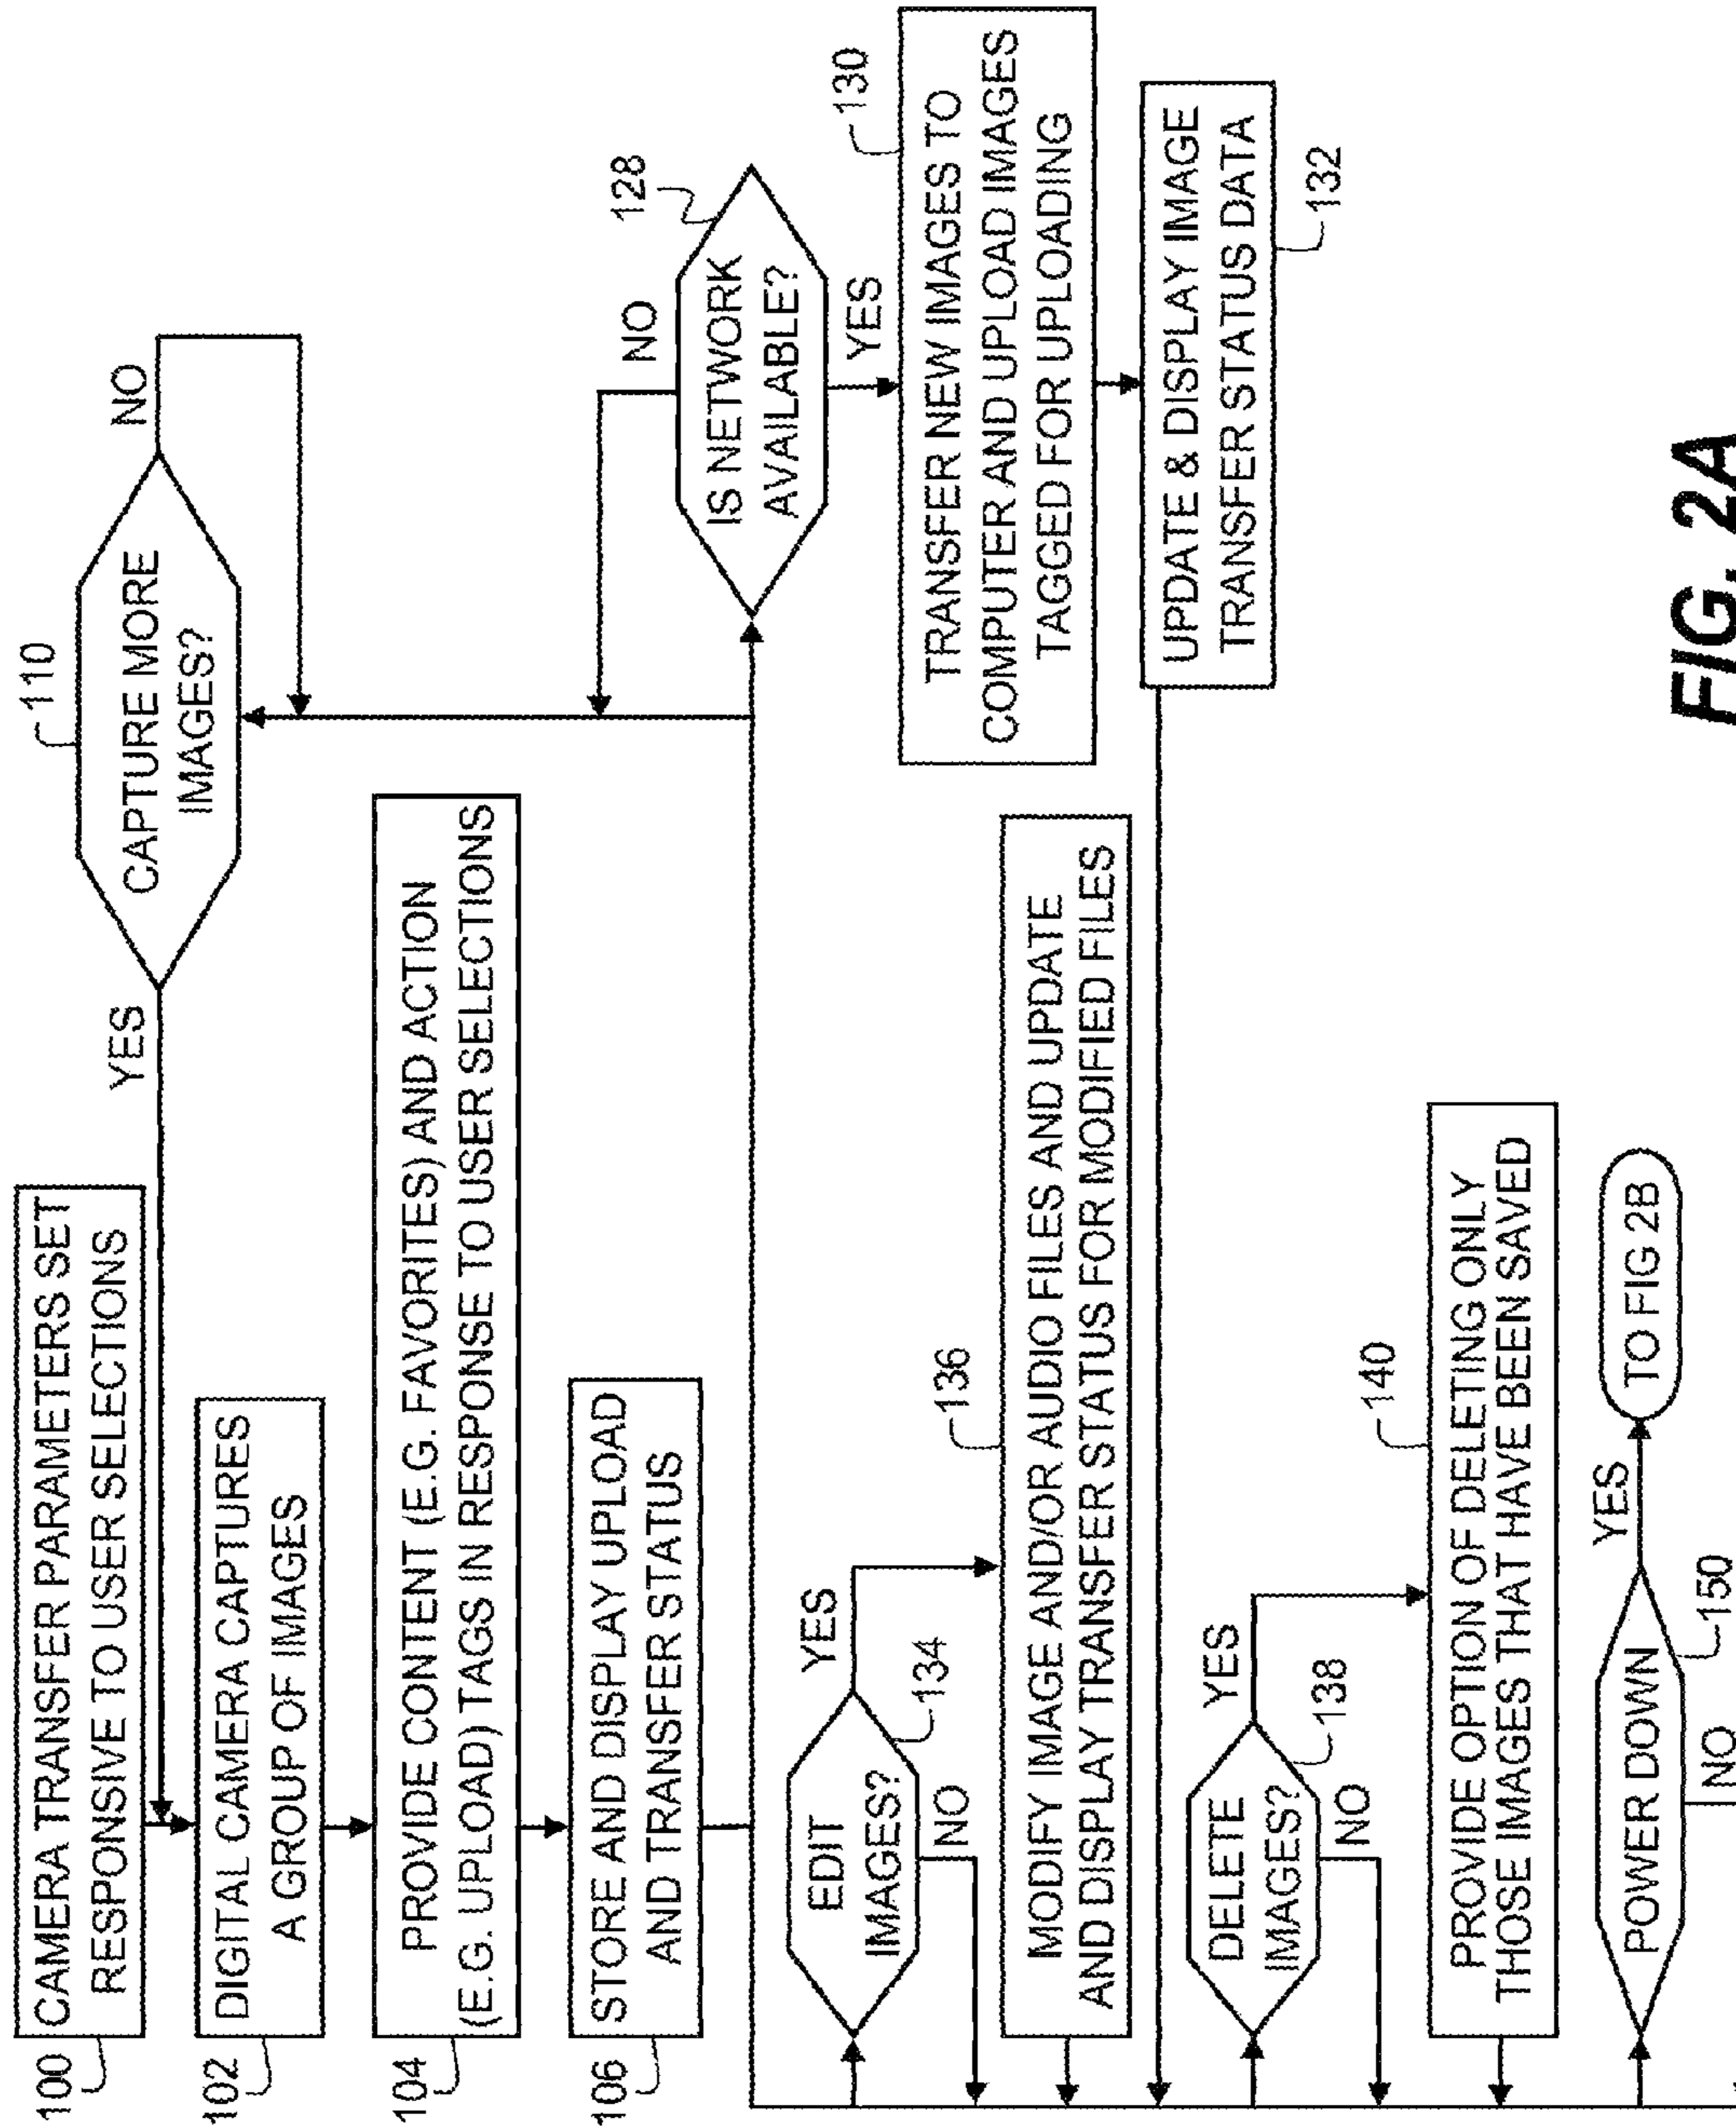 100
CAMERA TRANSFER PARAMETERS SET
RESPONSIVE TO USER SELECTIONS
110
CAPTURE MORE
IMAGES?
YES
NO
102
DIGITAL CAMERA CAPTURES
A GROUP OF IMAGES
104
PROVIDE CONTENT (E.G. FAVORITES) AND ACTION
(E.G. UPLOAD) TAGS IN RESPONSE TO USER SELECTIONS
106
STORE AND DISPLAY UPLOAD
AND TRANSFER STATUS
128
IS NETWORK
AVAILABLE?
NO
YES
130
TRANSFER NEW IMAGES TO
COMPUTER AND UPLOAD IMAGES
TAGGED FOR UPLOADING
UPDATE & DISPLAY IMAGE
TRANSFER STATUS DATA
132
EDIT
IMAGES?
YES
134
NO
136
MODIFY IMAGE AND/OR AUDIO FILES AND UPDATE
AND DISPLAY TRANSFER STATUS FOR MODIFIED FILES
DELETE
IMAGES?
YES
138
NO
140
PROVIDE OPTION OF DELETING ONLY
THOSE IMAGES THAT HAVE BEEN SAVED
POWER DOWN
YES
150
NO
TO FIG 2B
FIG. 2A